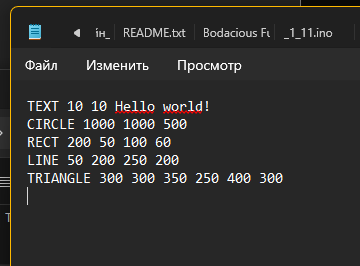 їн_ README.txt Bodacious Fu _1_11.ino
Файл Изменить Просмотр
TEXT 10 10 Hello world!
CIRCLE 1000 1000 500
RECT 200 50 100 60
LINE 50 200 250 200
TRIANGLE 300 300 350 250 400 300